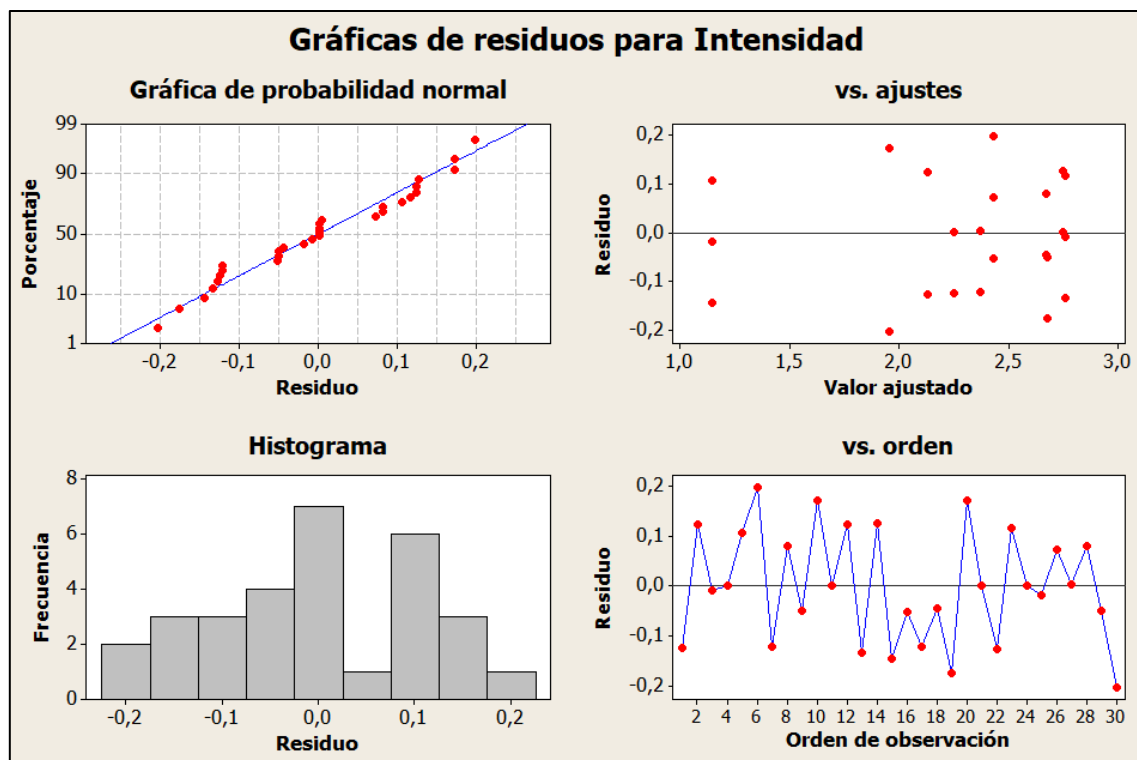 Gráficas de residuos para Intensidad
Gráfica de probabilidad normal
99
90
50
10
1
Porcentaje
-0,2 -0,1 0,0 0,1 0,2
Residuo
vs. ajustes
0,2
0,1
0,0
-0,1
-0,2
Residuo
1,0 1,5 2,0 2,5 3,0
Valor ajustado
Histograma
8
6
4
2
0
Frecuencia
-0,2 -0,1 0,0 0,1 0,2
Residuo
vs. orden
0,2
0,1
0,0
-0,1
-0,2
Residuo
2 4 6 8 10 12 14 16 18 20 22 24 26 28 30
Orden de observación